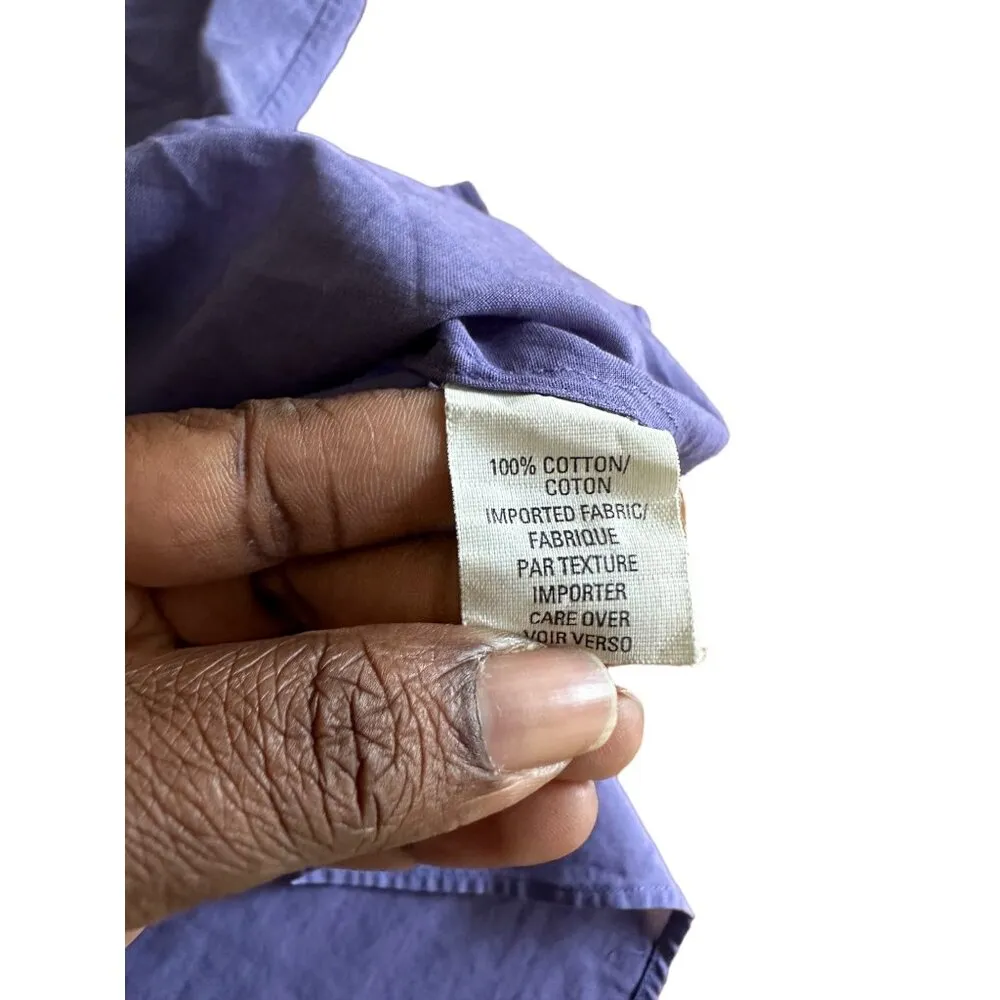 100% COTTON/
COTON
IMPORTED FABRIC/
FABRIQUE
PAR TEXTURE
IMPORTER
CARE OVER
VOIR VERSO